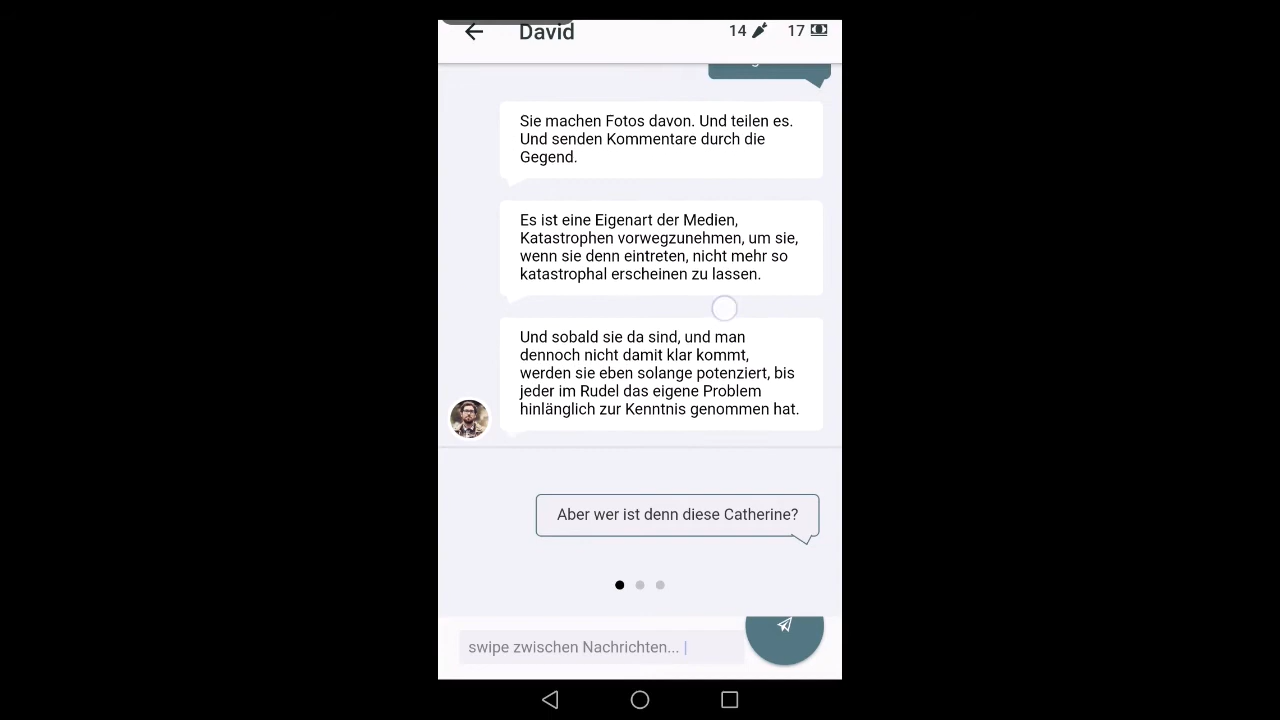 David
14
17
Sie machen Fotos davon. Und teilen es.
Und senden Kommentare durch die
Gegend.
Es ist eine Eigenart der Medien,
Katastrophen vorwegzunehmen, um sie,
wenn sie denn eintreten, nicht mehr so
katastrophal erscheinen zu lassen.
Und sobald sie da sind, und man
dennoch nicht damit klar kommt,
werden sie eben solange potenziert, bis
jeder im Rudel das eigene Problem
hinlänglich zur Kenntnis genommen hat.
Aber wer ist denn diese Catherine?
swipe zwischen Nachrichten...